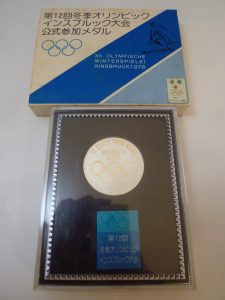 第12回冬季オリンピック
インスブルック大会
公式参加メダル
XII. OLYMPISCHE
WINTERSPIELE
INNSBRUCK 1976
第12回
冬季オリンピック
インスブルック大会